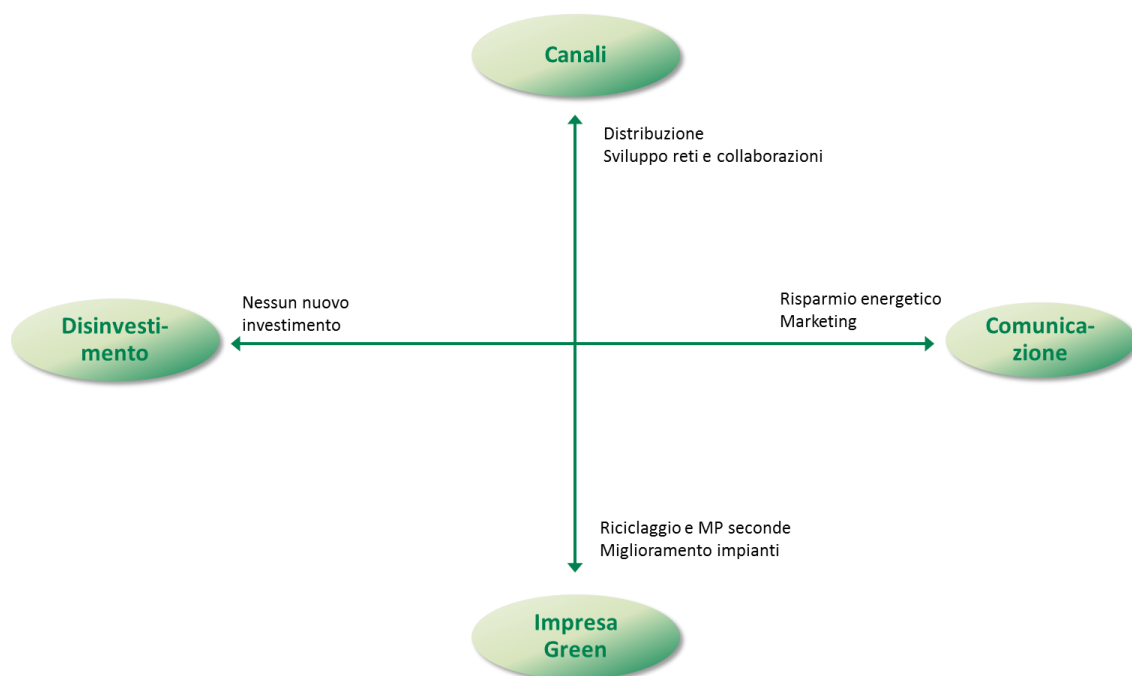 Canali
Distribuzione
Sviluppo reti e collaborazioni
Nessun nuovo
investimento
Risparmio energetico
Marketing
Disinvesti-
mento
Comunica-
zione
Riciclaggio e MP seconde
Miglioramento impianti
Impresa
Green